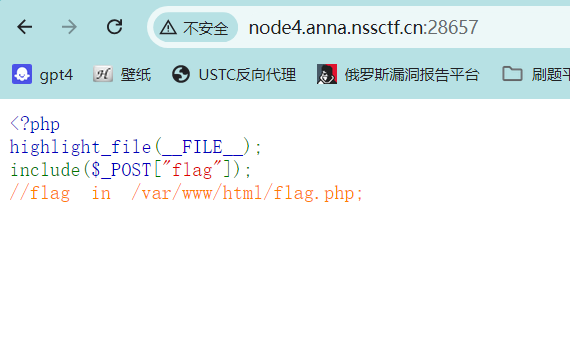 不安全 node4.anna.nssctf.cn:28657
gpt4 H 壁纸 USTC反向代理 俄罗斯漏洞报告平台 刷题平
<?php
highlight_file(__FILE__);
include($_POST["flag"]);
//flag in /var/www/html/flag.php;